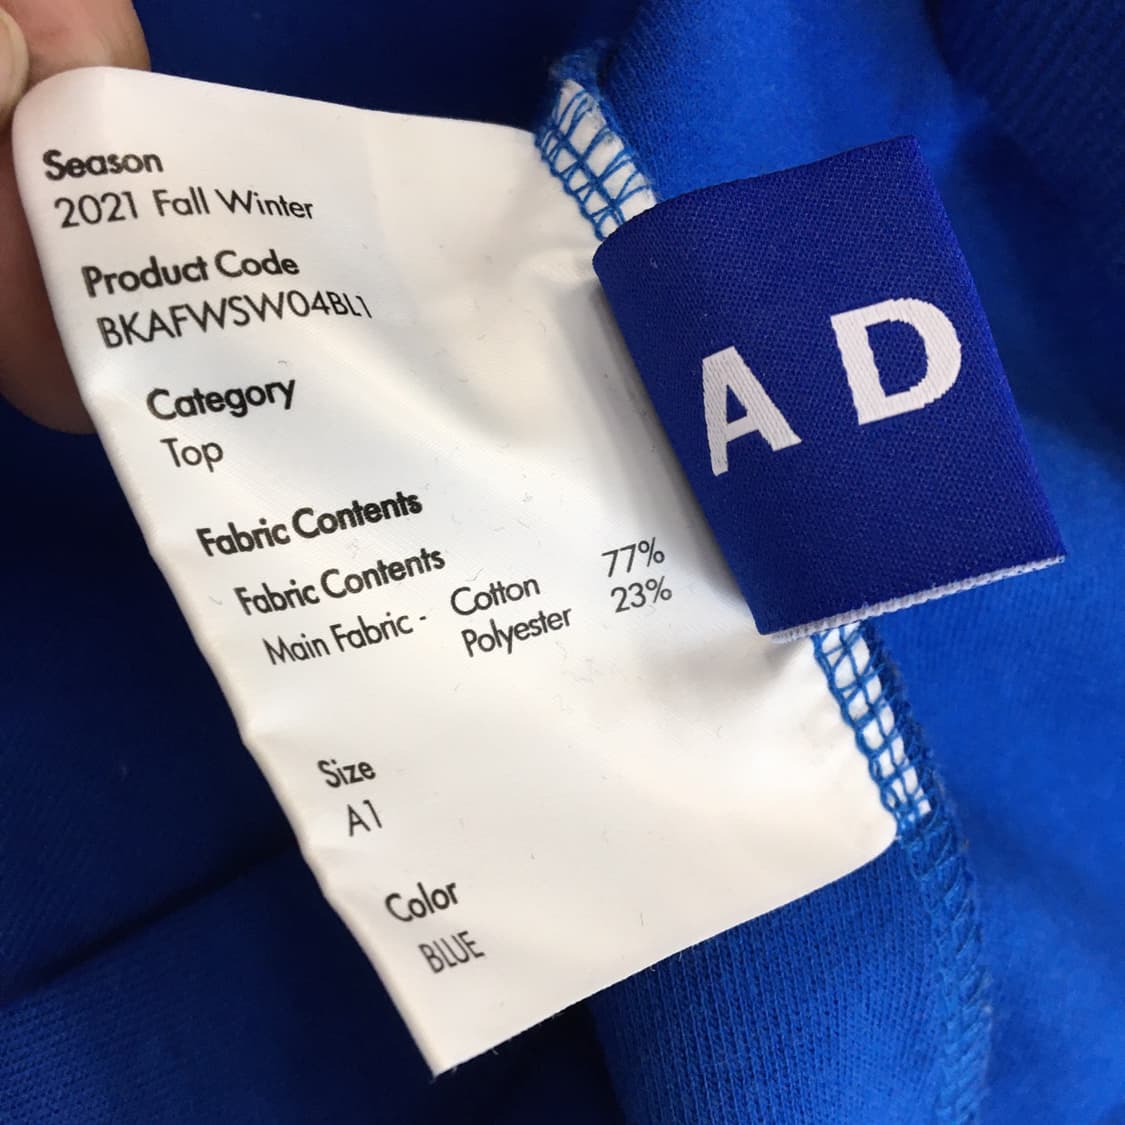 Season
2021 Fall Winter
Product Code
BKAFWSW04BL1
Category
Top
Fabric Contents
Fabric Contents
Main Fabric - Cotton 77%
Polyester 23%
Size
A1
Color
BLUE
A D